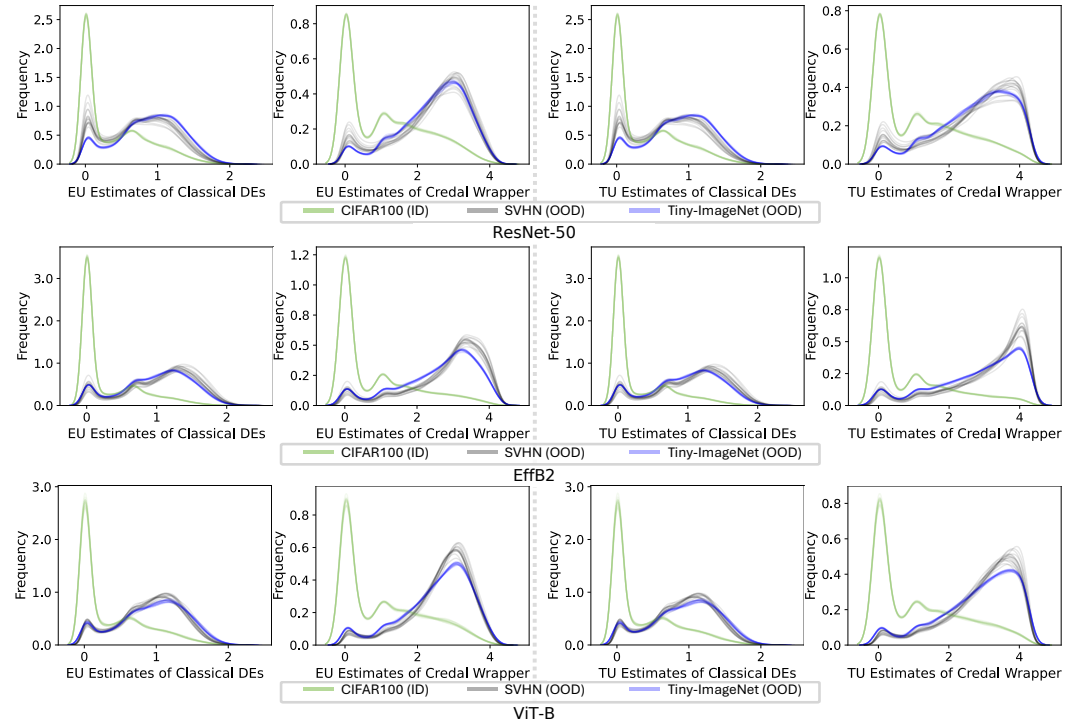 2.5
2.0
1.5
1.0
0.5
0.0
Frequency
0 1 2
EU Estimates of Classical DEs
0.8
0.6
0.4
0.2
0.0
Frequency
0 2 4
EU Estimates of Credal Wrapper
2.5
2.0
1.5
1.0
0.5
0.0
Frequency
0 1 2
TU Estimates of Classical DEs
0.8
0.6
0.4
0.2
0.0
Frequency
0 2 4
TU Estimates of Credal Wrapper
CIFAR100 (ID) SVHN (OOD) Tiny-ImageNet (OOD)
ResNet-50
3.0
2.0
1.0
0.0
Frequency
0 1 2
EU Estimates of Classical DEs
1.2
1.0
0.8
0.5
0.2
0.0
Frequency
0 2 4
EU Estimates of Credal Wrapper
3.0
2.0
1.0
0.0
Frequency
0 1 2
TU Estimates of Classical DEs
1.0
0.8
0.5
0.2
0.0
Frequency
0 2 4
TU Estimates of Credal Wrapper
CIFAR100 (ID) SVHN (OOD) Tiny-ImageNet (OOD)
EffB2
3.0
2.0
1.0
0.0
Frequency
0 1 2
EU Estimates of Classical DEs
0.8
0.6
0.4
0.2
0.0
Frequency
0 2 4
EU Estimates of Credal Wrapper
3.0
2.0
1.0
0.0
Frequency
0 1 2
TU Estimates of Classical DEs
0.8
0.6
0.4
0.2
0.0
Frequency
0 2 4
TU Estimates of Credal Wrapper
CIFAR100 (ID) SVHN (OOD) Tiny-ImageNet (OOD)
ViT-B